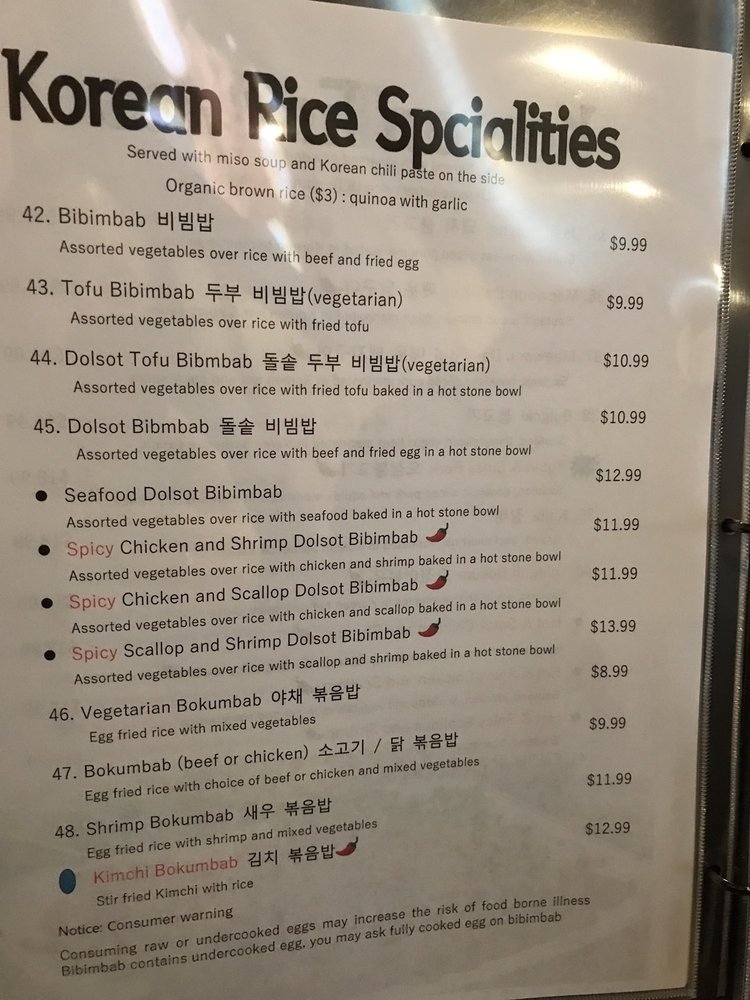 Korean Rice Spcialities
Served with miso soup and Korean chili paste on the side
Organic brown rice ($3) : quinoa with garlic
42. Bibimbab 비빔밥 $9.99
Assorted vegetables over rice with beef and fried egg
43. Tofu Bibimbab 두부 비빔밥(vegetarian) $9.99
Assorted vegetables over rice with fried tofu
44. Dolsot Tofu Bibmbab 돌솥 두부 비빔밥(vegetarian) $10.99
Assorted vegetables over rice with fried tofu baked in a hot stone bowl
45. Dolsot Bibmbab 돌솥 비빔밥 $10.99
Assorted vegetables over rice with beef and fried egg in a hot stone bowl
● Seafood Dolsot Bibimbab $12.99
Assorted vegetables over rice with seafood baked in a hot stone bowl
● Spicy Chicken and Shrimp Dolsot Bibimbab $11.99
Assorted vegetables over rice with chicken and shrimp baked in a hot stone bowl
● Spicy Chicken and Scallop Dolsot Bibimbab $11.99
Assorted vegetables over rice with chicken and scallop baked in a hot stone bowl
● Spicy Scallop and Shrimp Dolsot Bibimbab $13.99
Assorted vegetables over rice with scallop and shrimp baked in a hot stone bowl
46. Vegetarian Bokumbab 야채 볶음밥 $8.99
Egg fried rice with mixed vegetables
47. Bokumbab (beef or chicken) 소고기 / 닭 볶음밥 $9.99
Egg fried rice with choice of beef or chicken and mixed vegetables
48. Shrimp Bokumbab 새우 볶음밥 $11.99
Egg fried rice with shrimp and mixed vegetables
Kimchi Bokumbab 김치 볶음밥 $12.99
Stir fried Kimchi with rice
Notice: Consumer warning
Consuming raw or undercooked eggs may increase the risk of food borne illness
Bibimbab contains undercooked egg, you may ask fully cooked egg on bibimbab